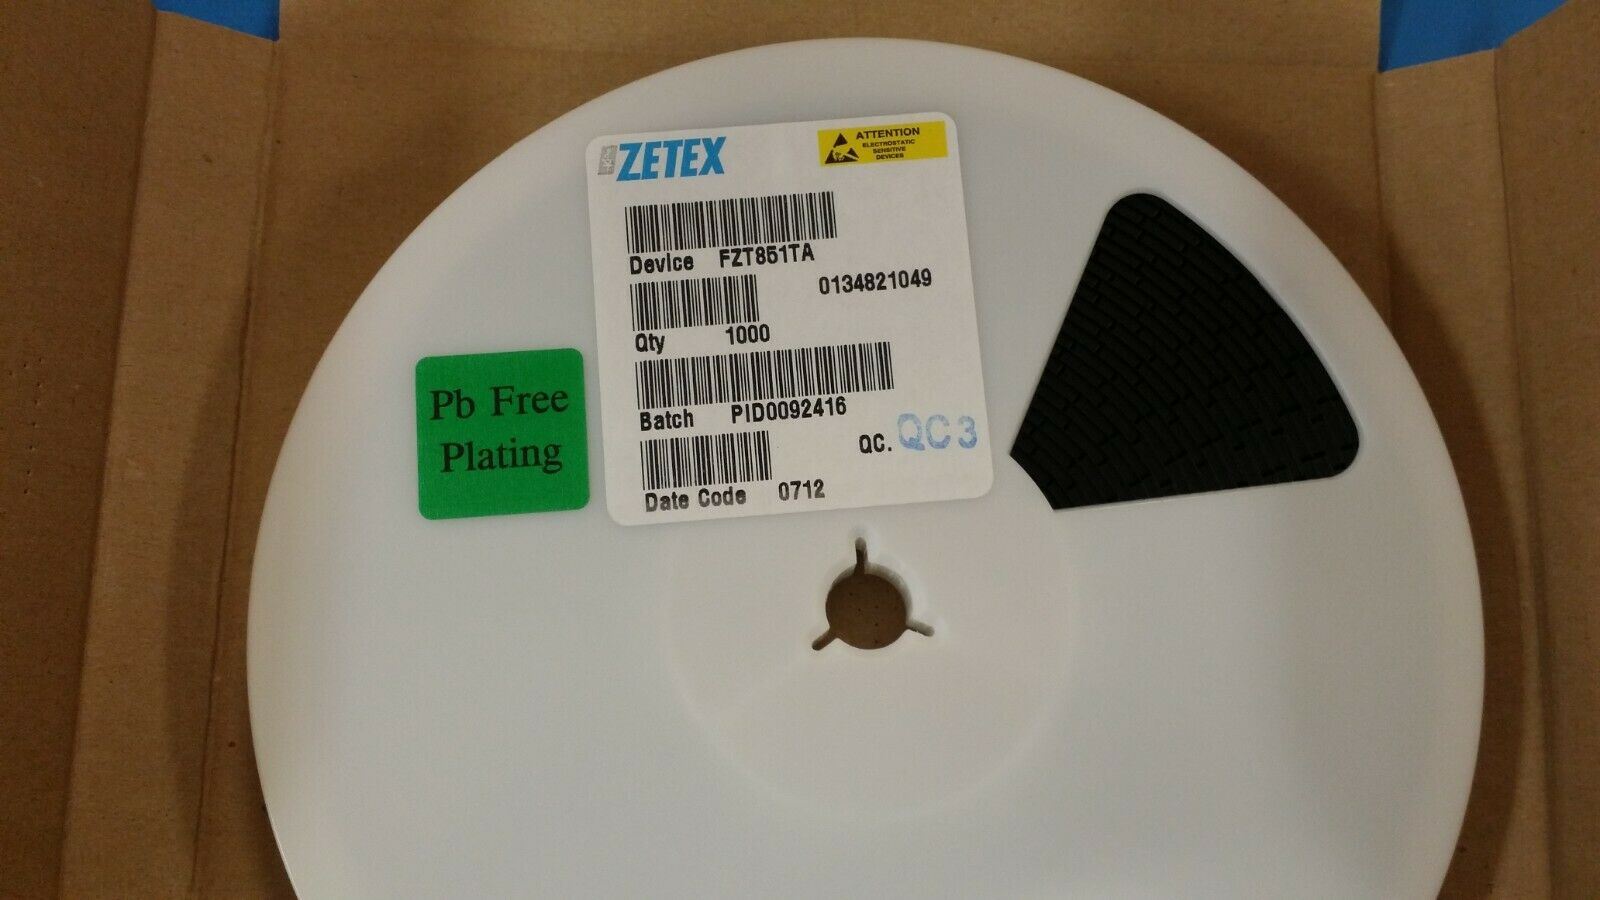 ZETEX
ATTENTION
ELECTROSTATIC
SENSITIVE
DEVICES
Device FZT851TA
0134821049
Qty 1000
Batch PID0092416
QC. QC3
Date Code 0712
Pb Free
Plating